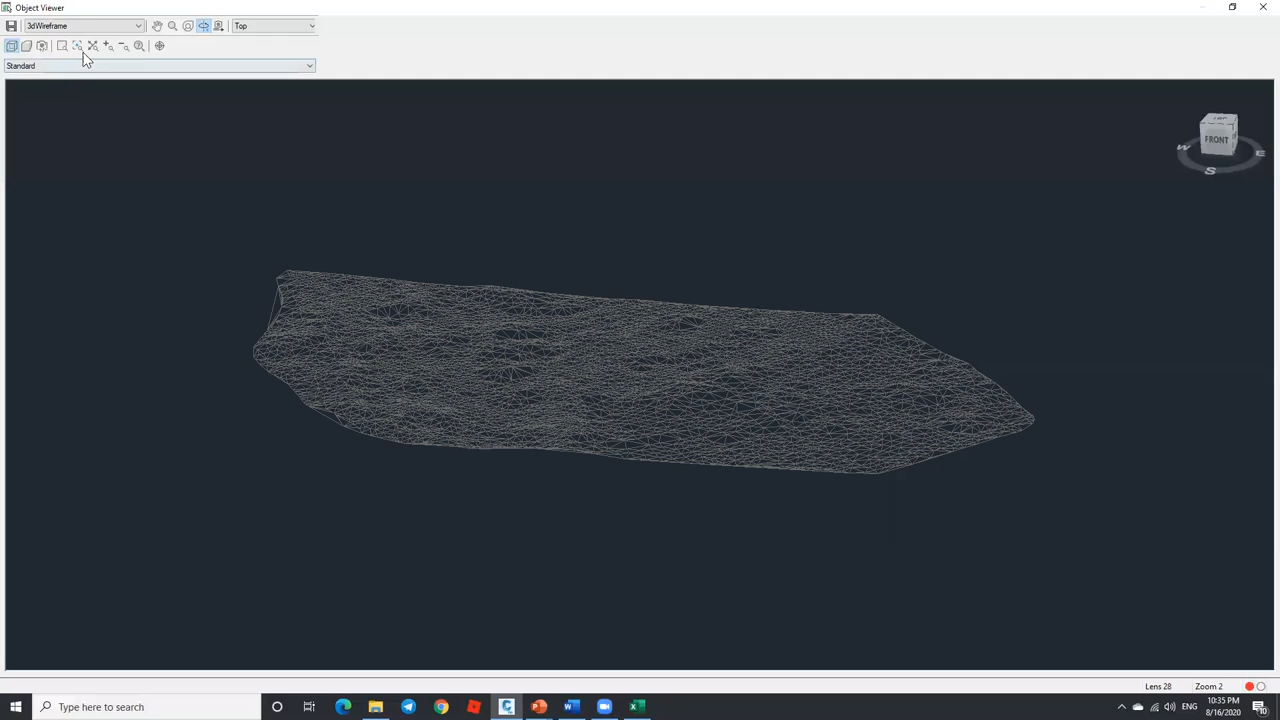 Object Viewer
3dWireframe
Top
Standard
FRONT
W
E
S
Lens 28
Zoom 2
Type here to search
ENG
10:35 PM
8/16/2020
10